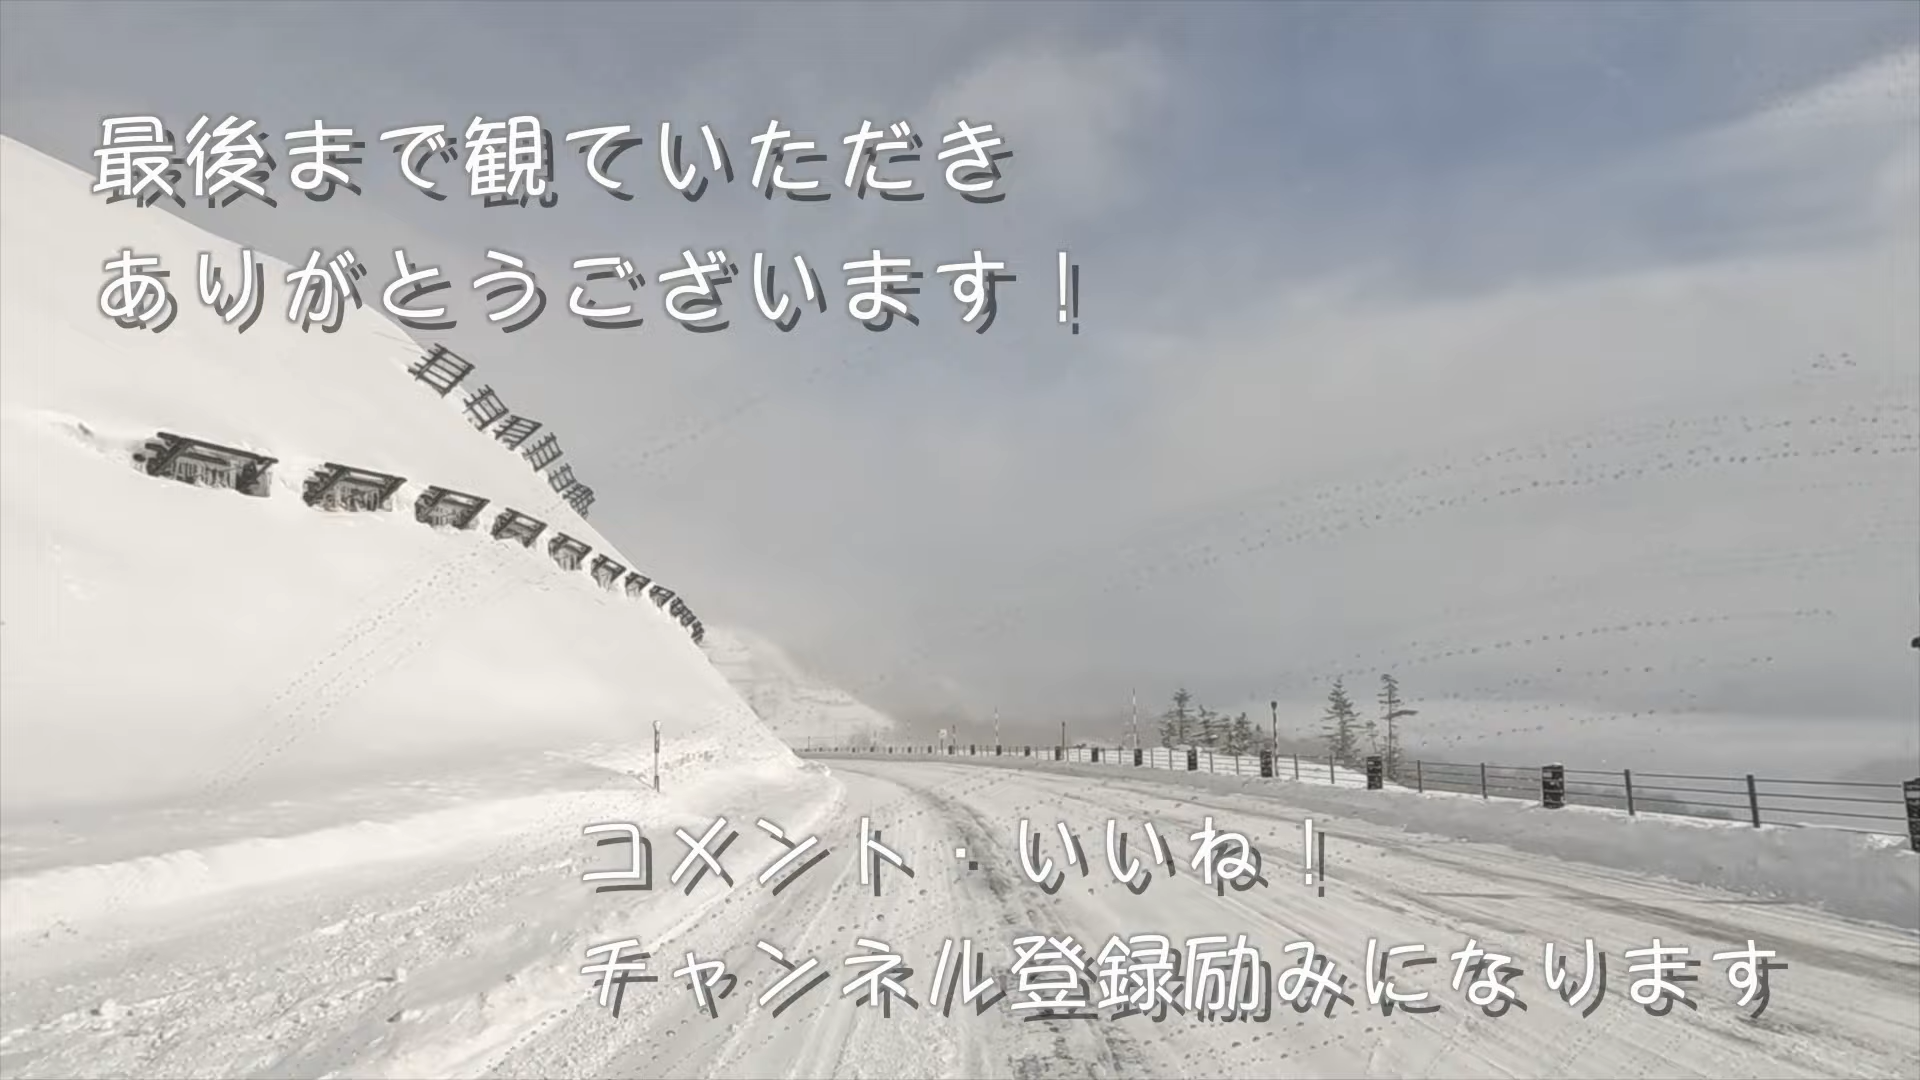 最後まで観ていただき
ありがとうございます！
コメント・いいね！
チャンネル登録励みになります